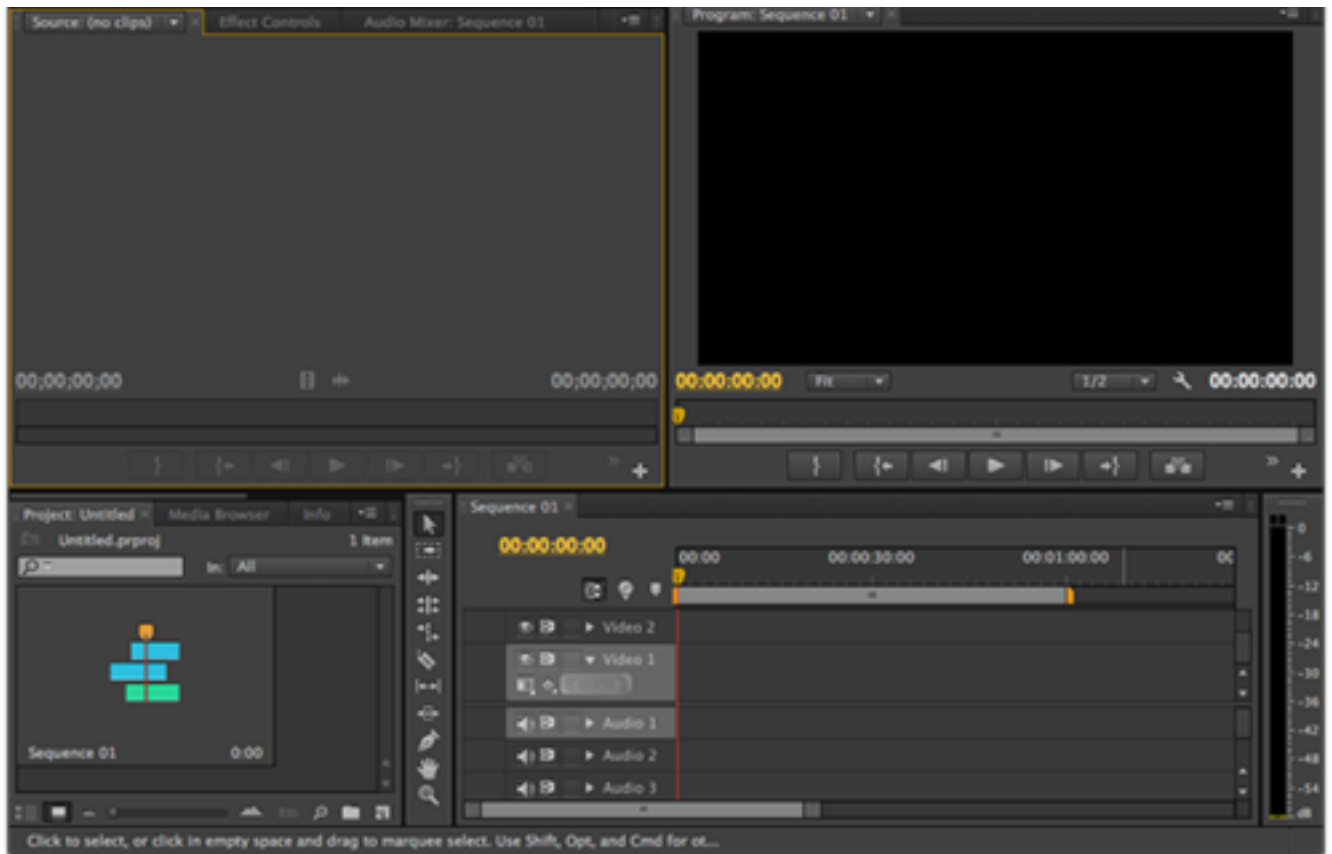 Source: (no clips)
Effect Controls
Audio Mixer: Sequence 01
Program: Sequence 01
00;00;00;00
00;00;00;00
00:00:00:00
Fit
1/2
00:00:00:00
Project: Untitled
Media Browser
Info
Untitled.prproj
1 Item
In: All
Sequence 01
0:00
Sequence 01
00:00:00:00
00:00
00:00:30:00
00:01:00:00
00
Video 2
Video 1
Audio 1
Audio 2
Audio 3
0
-6
-12
-18
-24
-30
-36
-42
-48
-54
dB
Click to select, or click in empty space and drag to marquee select. Use Shift, Opt, and Cmd for ot...